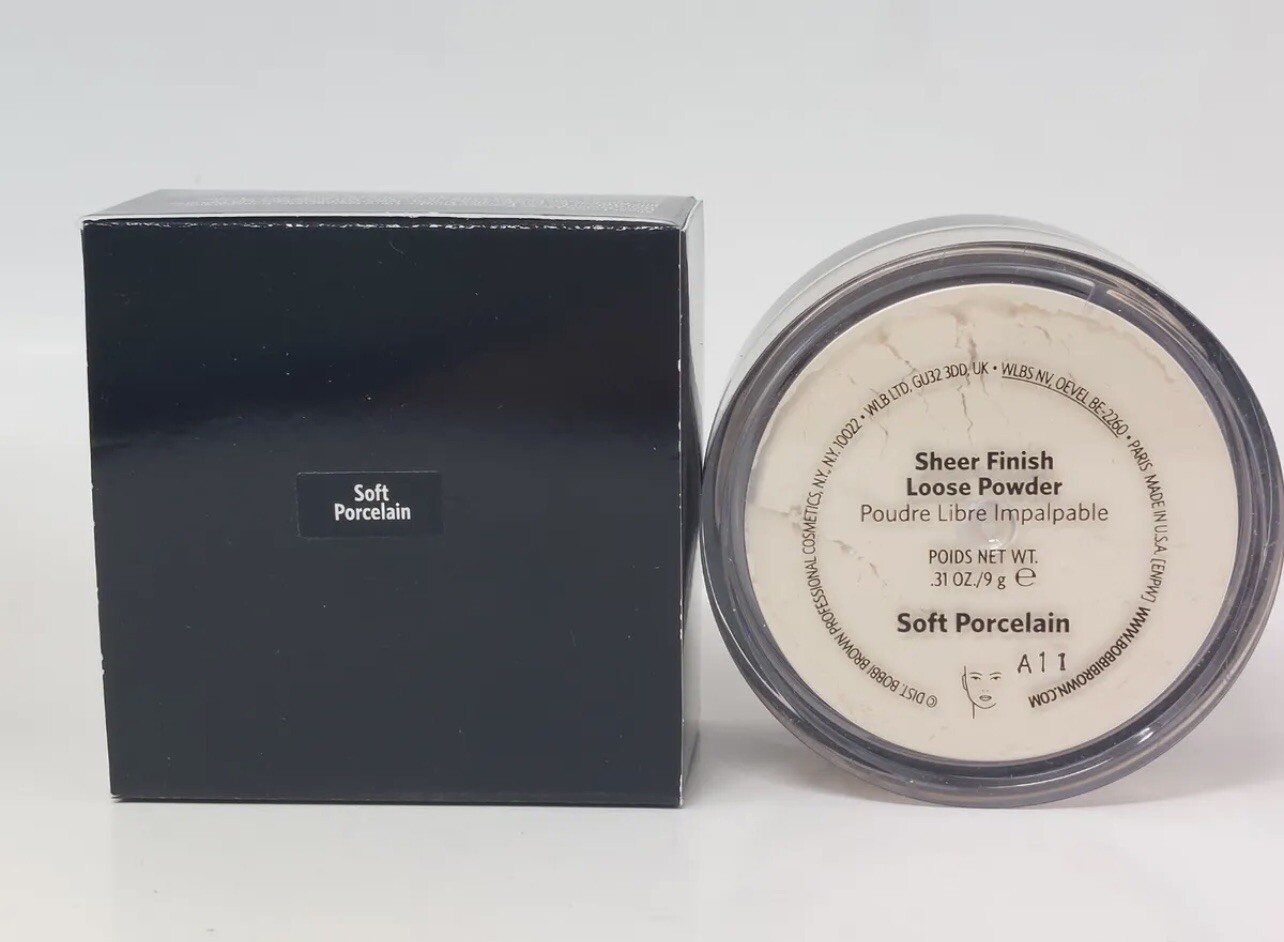 Soft
Porcelain
© DIST. BOBBI BROWN PROFESSIONAL COSMETICS, N.Y., N.Y. 10022 • WLB LTD, GU32 3DD, UK • WLBS NV, OEVEL BE-2260 • PARIS MADE IN U.S.A. [ENPW] WWW.BOBBIBROWN.COM
Sheer Finish
Loose Powder
Poudre Libre Impalpable
POIDS NET WT.
.31 OZ./9 g ℮
Soft Porcelain
A11